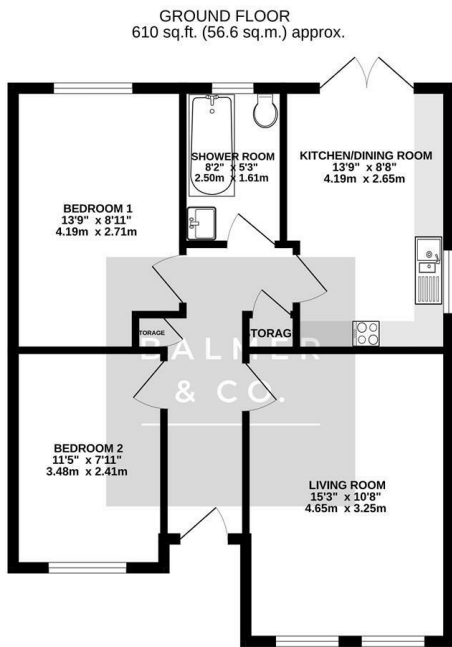 GROUND FLOOR
610 sq.ft. (56.6 sq.m.) approx.
SHOWER ROOM
8'2" x 5'3"
2.50m x 1.61m
KITCHEN/DINING ROOM
13'9" x 8'8"
4.19m x 2.65m
BEDROOM 1
13'9" x 8'11"
4.19m x 2.71m
TORAGE
TORAG
BALMER
& CO.
BEDROOM 2
11'5" x 7'11"
3.48m x 2.41m
LIVING ROOM
15'3" x 10'8"
4.65m x 3.25m